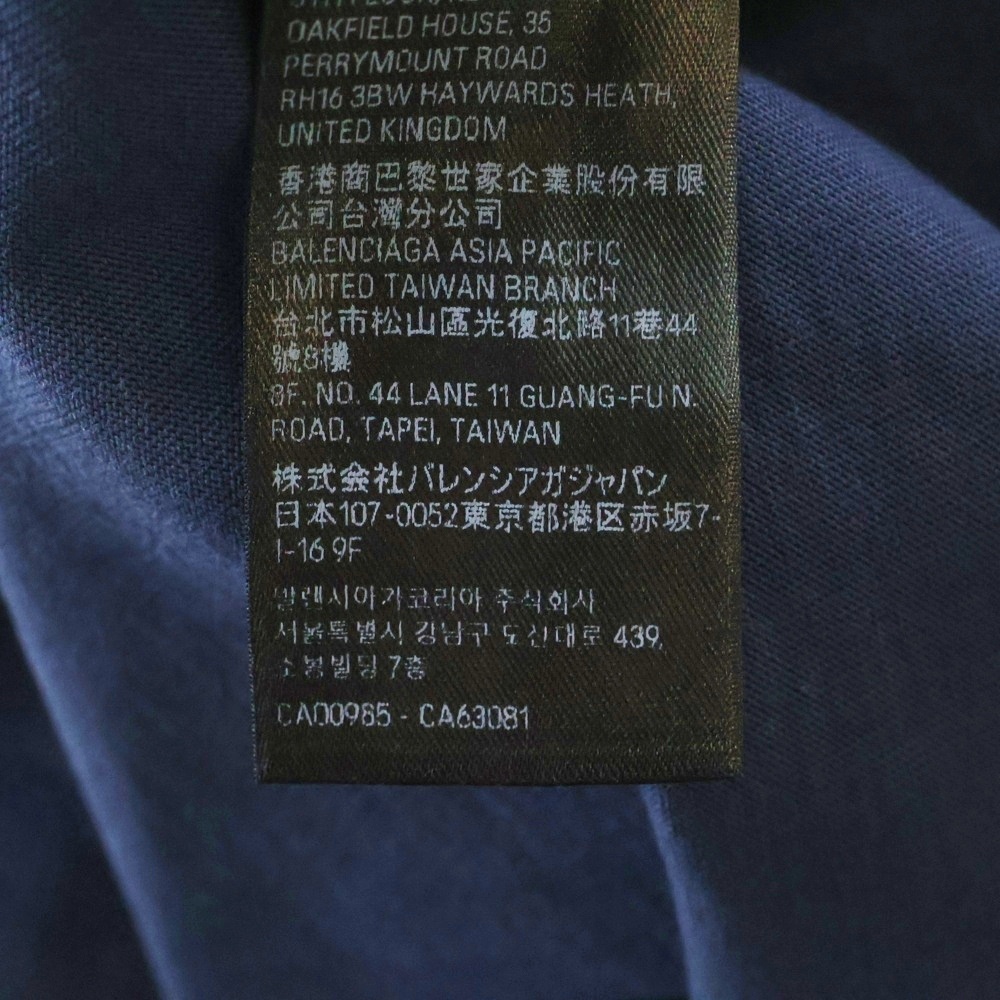 OAKFIELD HOUSE, 35
PERRYMOUNT ROAD
RH16 3BW HAYWARDS HEATH,
UNITED KINGDOM
香港商巴黎世家企業股份有限
公司台灣分公司
BALENCIAGA ASIA PACIFIC
LIMITED TAIWAN BRANCH
台北市松山區光復北路11巷44
號8樓
8F. NO. 44 LANE 11 GUANG-FU N.
ROAD, TAPEI, TAIWAN
株式会社バレンシアガジャパン
日本107-0052東京都港区赤坂7-
1-16 9F
발렌시아가코리아 주식회사
서울특별시 강남구 도산대로 439,
소봉빌딩 7층
CA00985 - CA63081